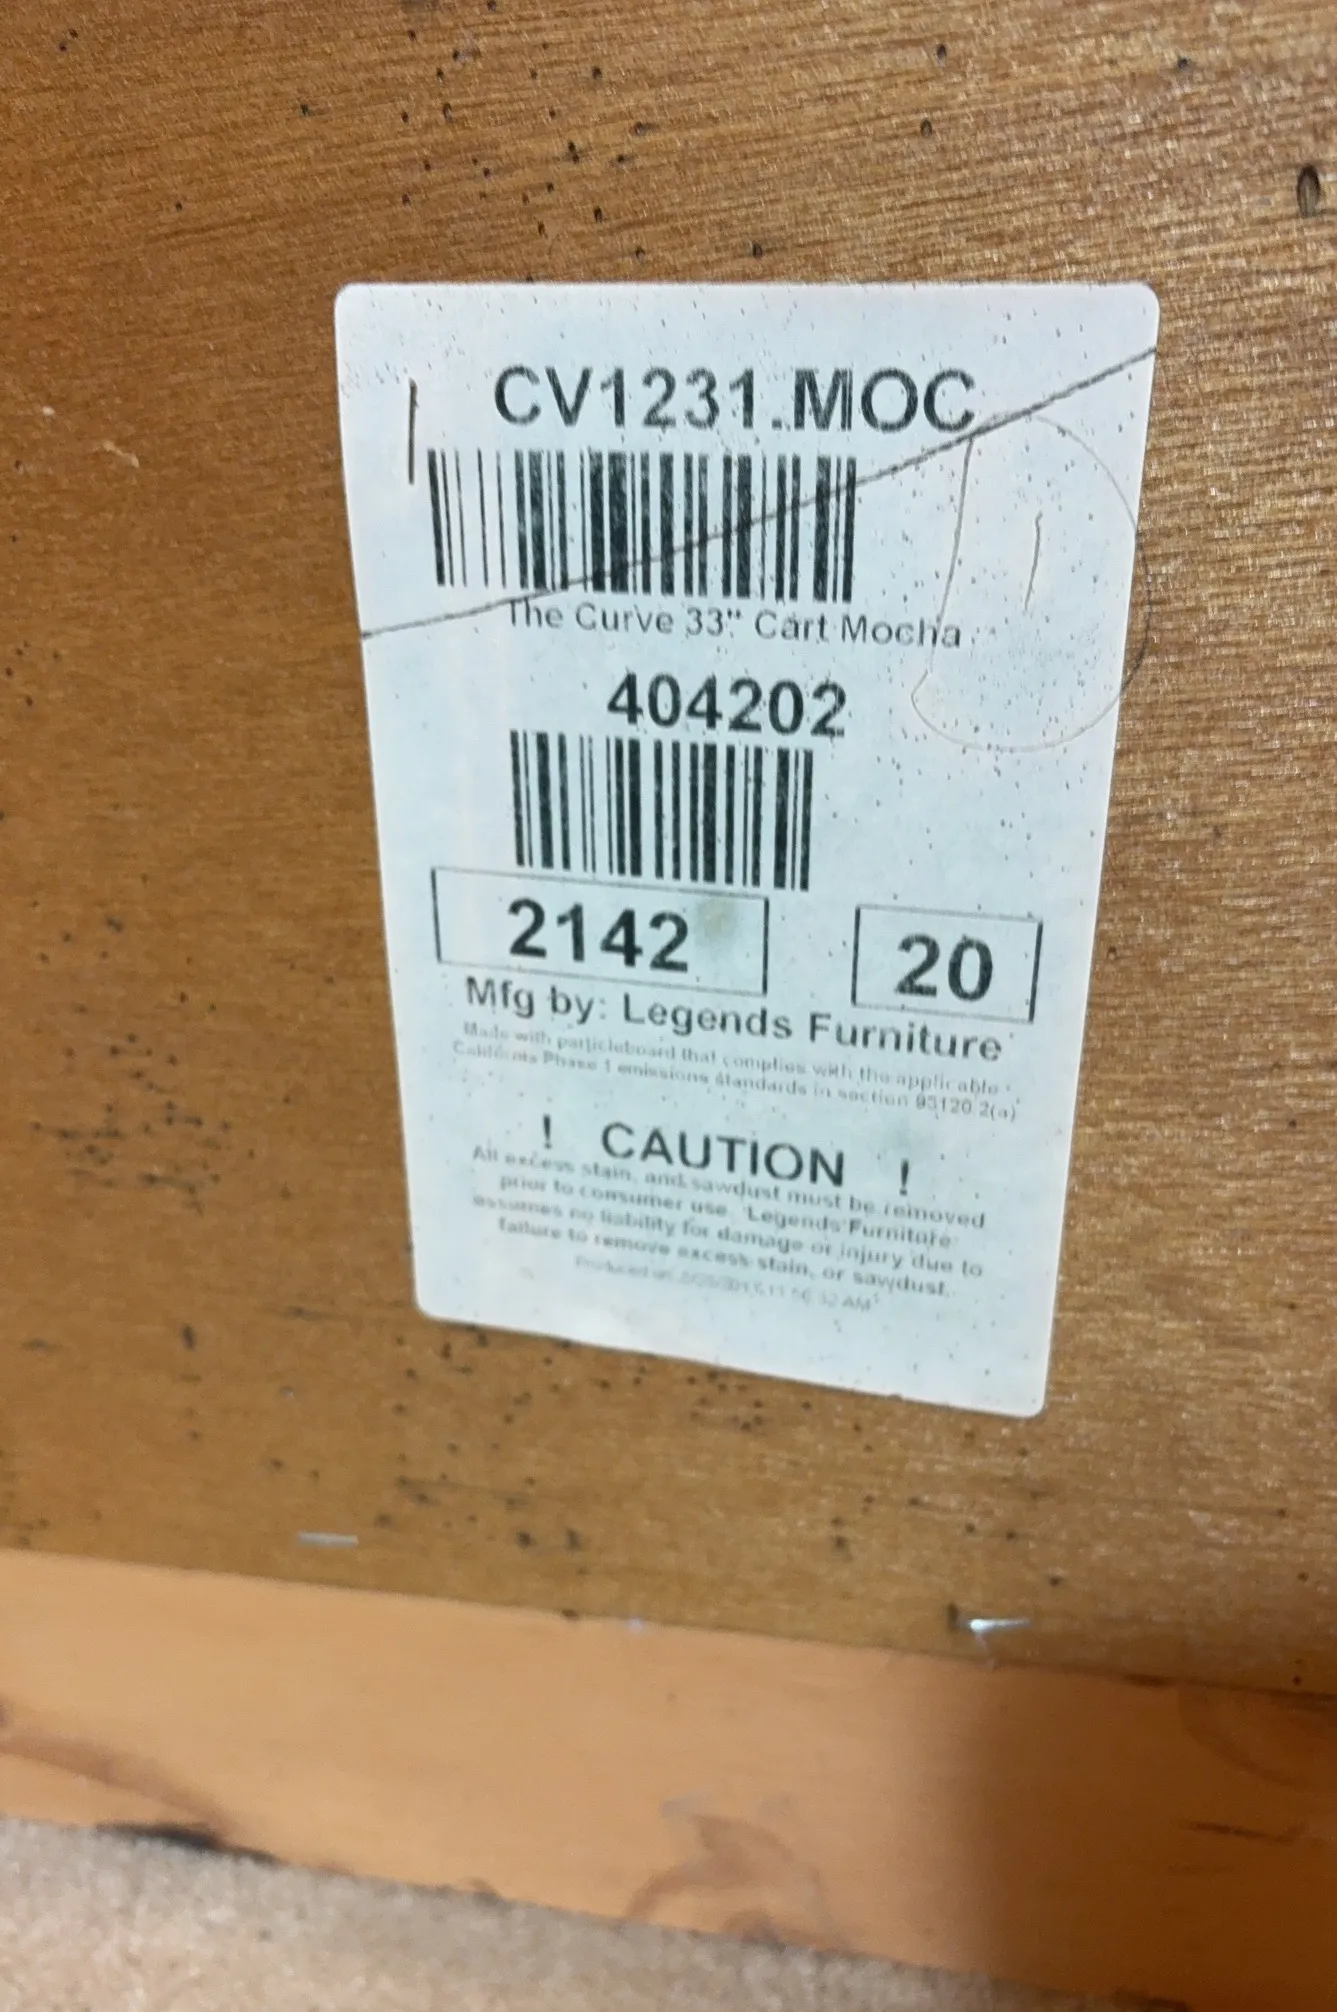 CV1231.MOC
The Curve 33" Cart Mocha
404202
2142 20
Mfg by: Legends Furniture
Made with particleboard that complies with the applicable
California Phase 1 emissions standards in section 93120.2(a)
! CAUTION !
All excess stain, and sawdust must be removed
prior to consumer use. Legends Furniture
assumes no liability for damage or injury due to
failure to remove excess stain, or sawdust.
Produced on: AM